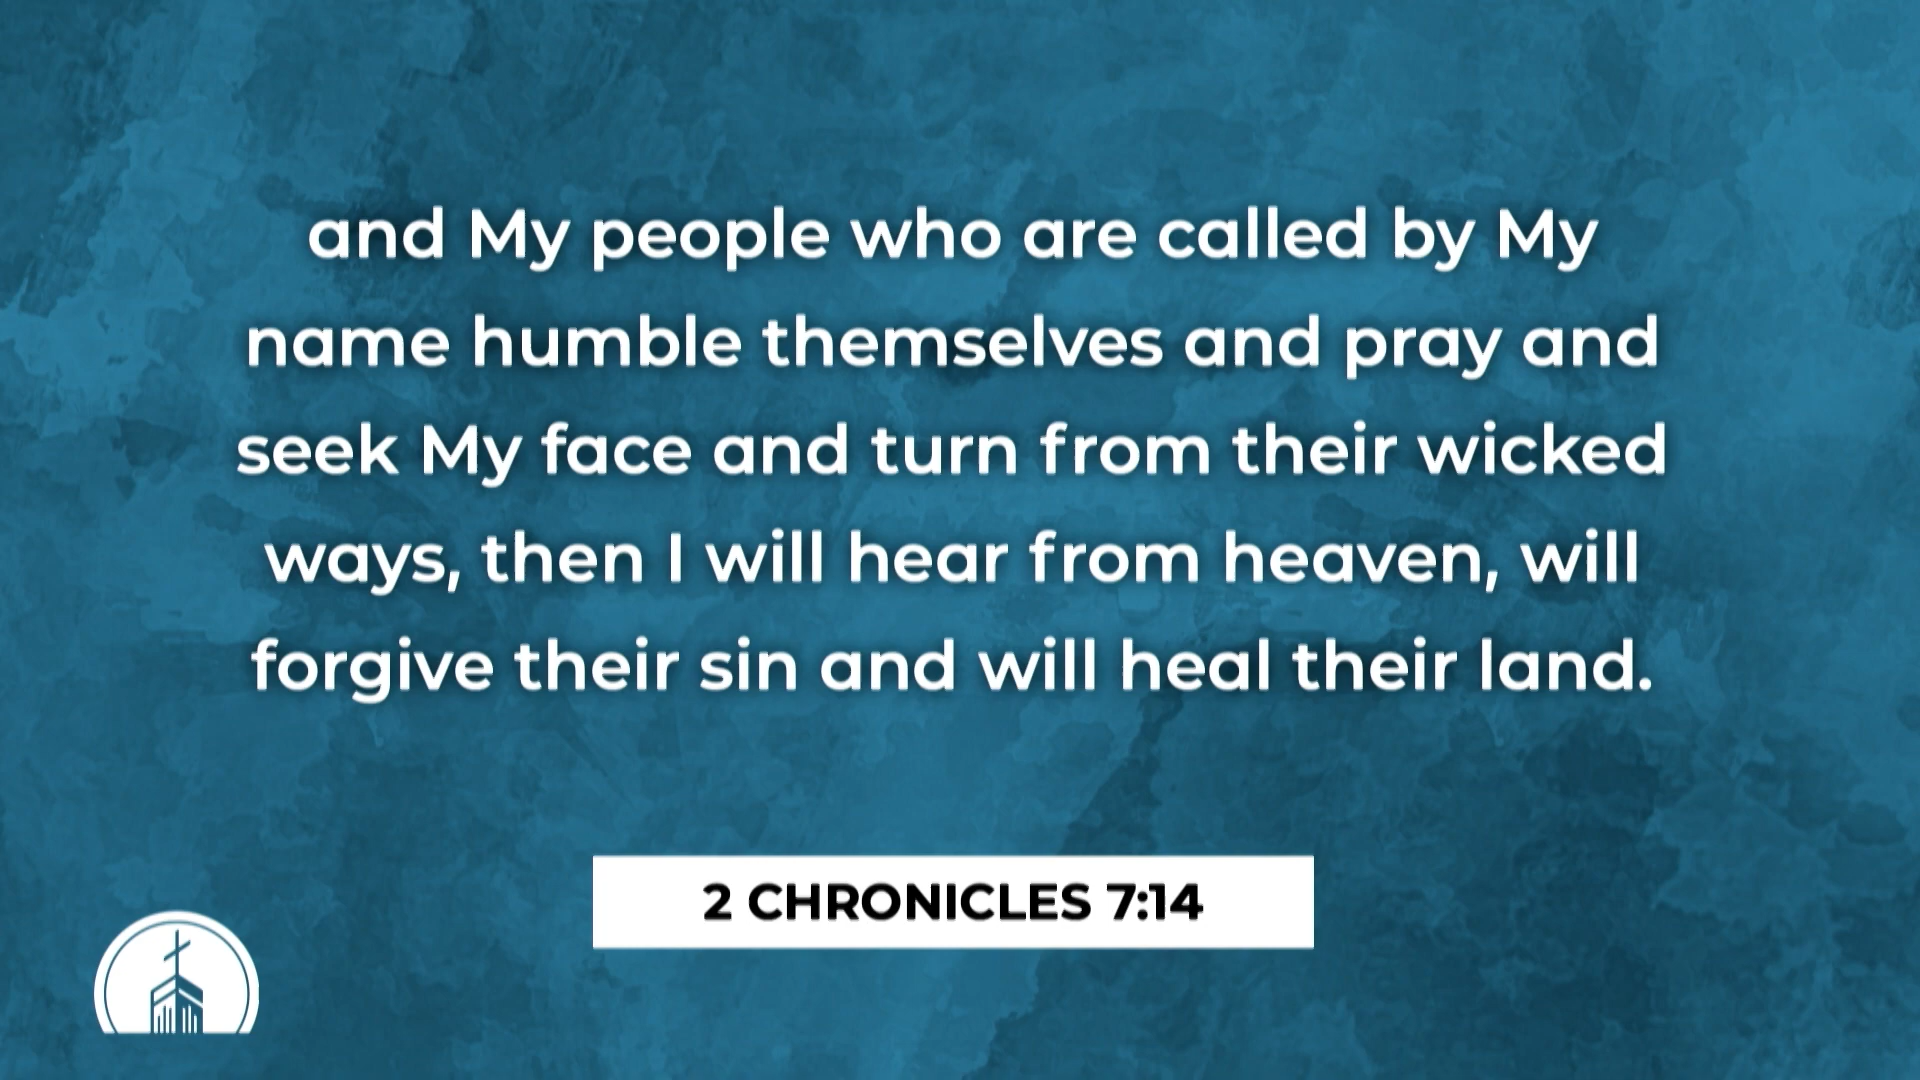 and My people who are called by My
name humble themselves and pray and
seek My face and turn from their wicked
ways, then I will hear from heaven, will
forgive their sin and will heal their land.
2 CHRONICLES 7:14